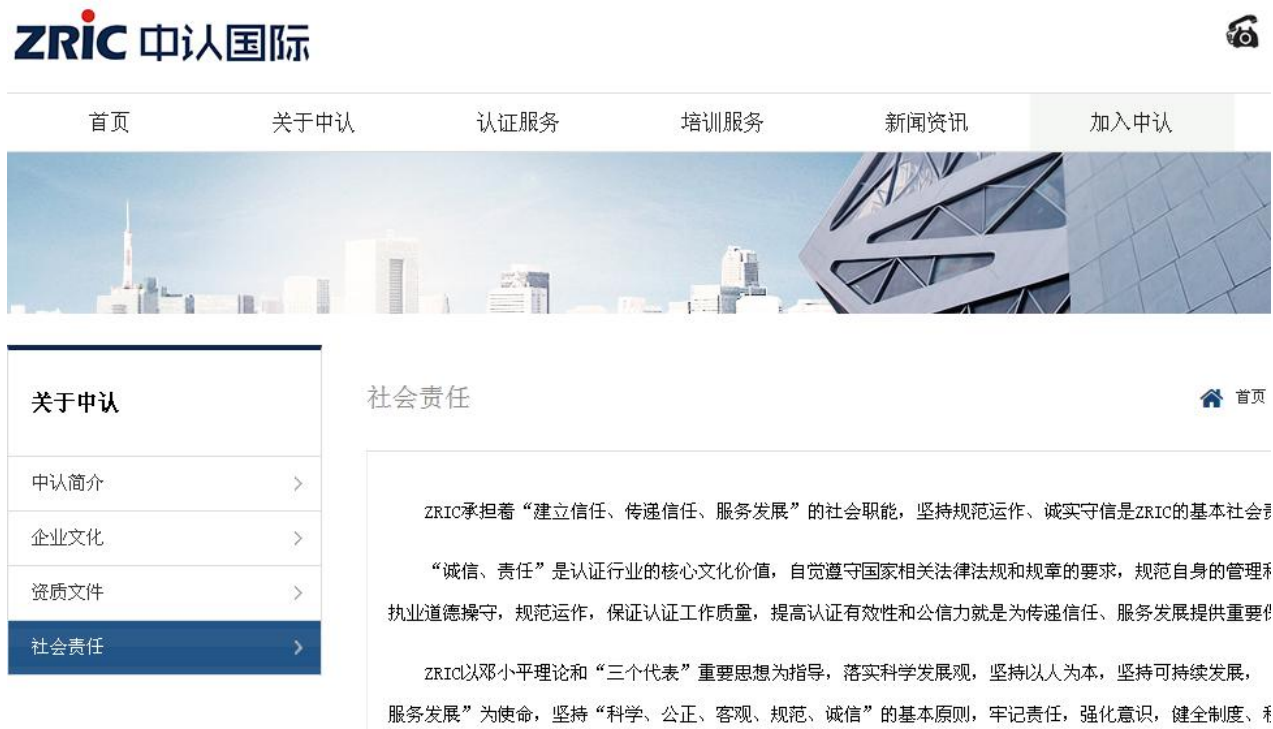 ZRIC 中认国际
首页 关于中认 认证服务 培训服务 新闻资讯 加入中认
关于中认
中认简介
企业文化
资质文件
社会责任
社会责任
首页
ZRIC承担着“建立信任、传递信任、服务发展”的社会职能，坚持规范运作、诚实守信是ZRIC的基本社会责
“诚信、责任”是认证行业的核心文化价值，自觉遵守国家相关法律法规和规章的要求，规范自身的管理和
执业道德操守，规范运作，保证认证工作质量，提高认证有效性和公信力就是为传递信任、服务发展提供重要保
ZRIC以邓小平理论和“三个代表”重要思想为指导，落实科学发展观，坚持以人为本，坚持可持续发展，
服务发展”为使命，坚持“科学、公正、客观、规范、诚信”的基本原则，牢记责任，强化意识，健全制度、